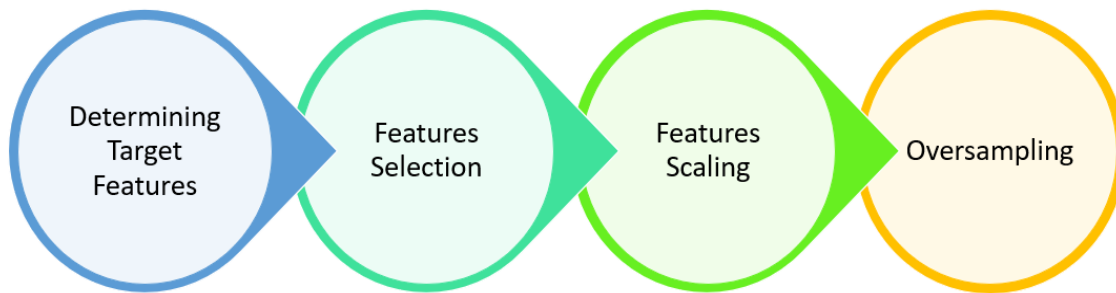 Determining
Target
Features
Features
Selection
Features
Scaling
Oversampling